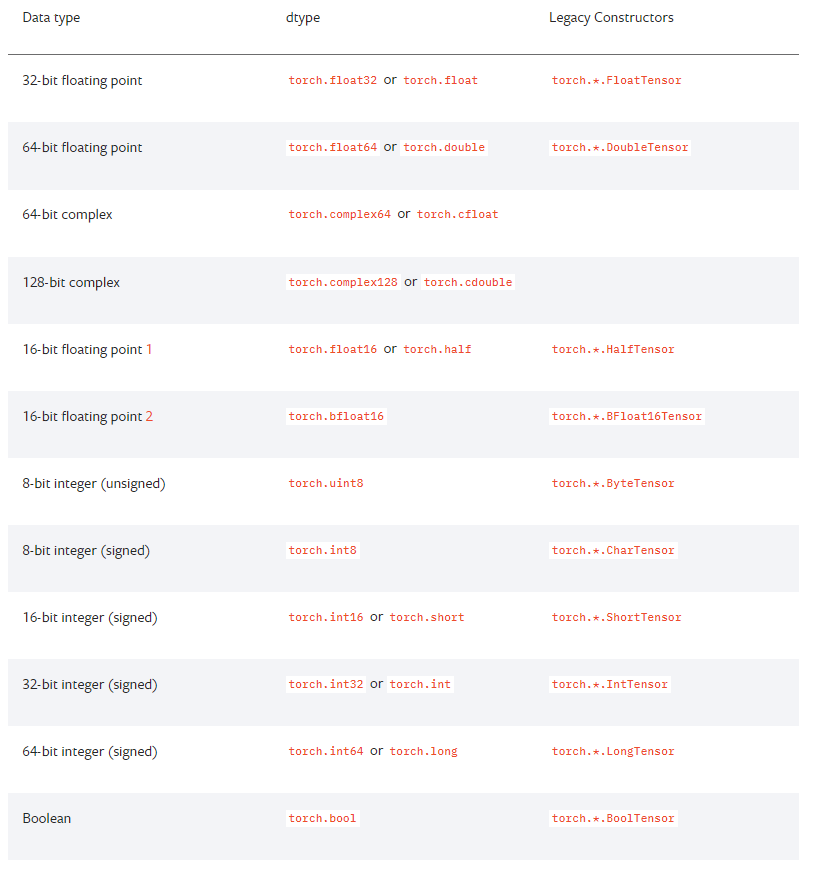 Data type dtype Legacy Constructors
32-bit floating point torch.float32 or torch.float torch.*.FloatTensor
64-bit floating point torch.float64 or torch.double torch.*.DoubleTensor
64-bit complex torch.complex64 or torch.cfloat
128-bit complex torch.complex128 or torch.cdouble
16-bit floating point 1 torch.float16 or torch.half torch.*.HalfTensor
16-bit floating point 2 torch.bfloat16 torch.*.BFloat16Tensor
8-bit integer (unsigned) torch.uint8 torch.*.ByteTensor
8-bit integer (signed) torch.int8 torch.*.CharTensor
16-bit integer (signed) torch.int16 or torch.short torch.*.ShortTensor
32-bit integer (signed) torch.int32 or torch.int torch.*.IntTensor
64-bit integer (signed) torch.int64 or torch.long torch.*.LongTensor
Boolean torch.bool torch.*.BoolTensor